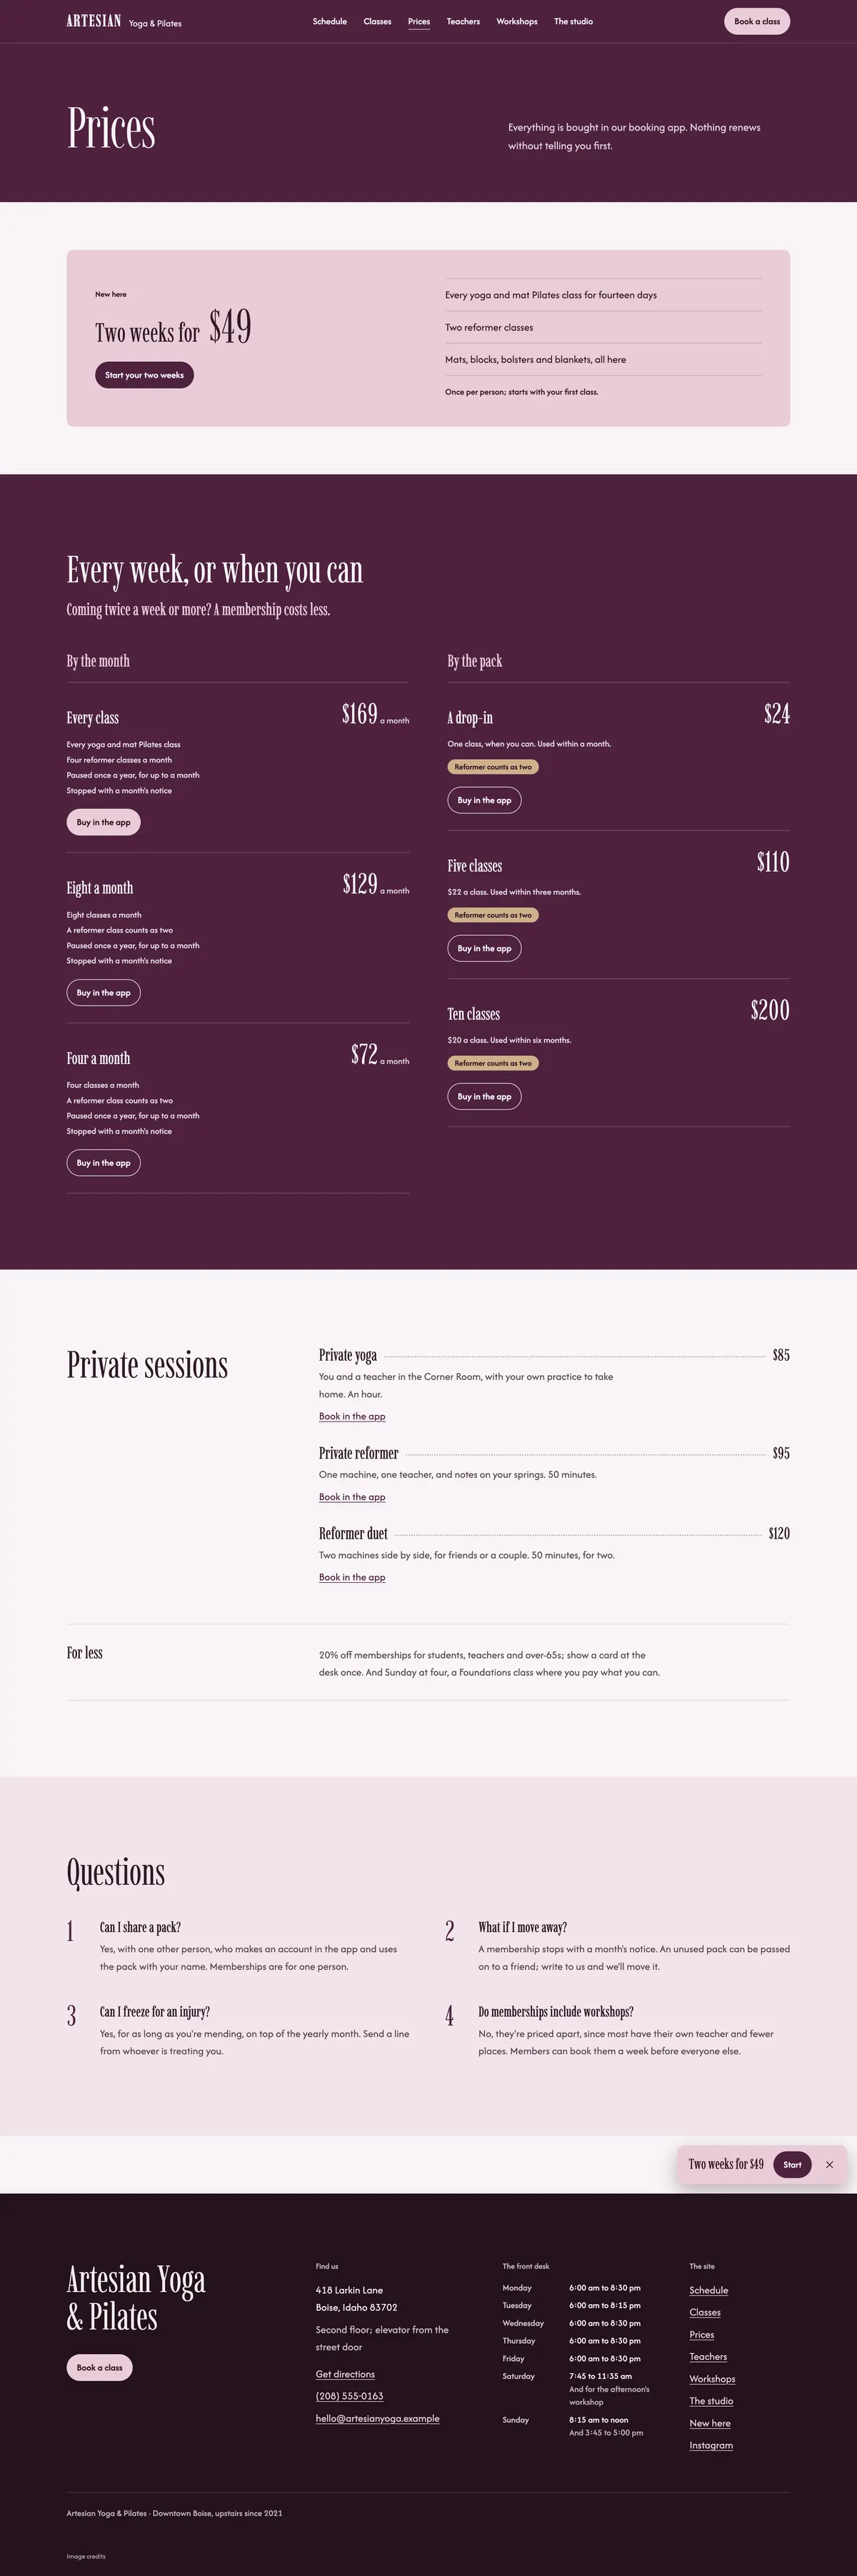 ARTESIAN Yoga & Pilates
Schedule
Classes
Prices
Teachers
Workshops
The studio
Book a class
Prices
Everything is bought in our booking app. Nothing renews
without telling you first.
New here
Two weeks for $49
Start your two weeks
Every yoga and mat Pilates class for fourteen days
Two reformer classes
Mats, blocks, bolsters and blankets, all here
Once per person; starts with your first class.
Every week, or when you can
Coming twice a week or more? A membership costs less.
By the month
Every class
$169 a month
Every yoga and mat Pilates class
Four reformer classes a month
Paused once a year, for up to a month
Stopped with a month's notice
Buy in the app
Eight a month
$129 a month
Eight classes a month
A reformer class counts as two
Paused once a year, for up to a month
Stopped with a month's notice
Buy in the app
Four a month
$72 a month
Four classes a month
A reformer class counts as two
Paused once a year, for up to a month
Stopped with a month's notice
Buy in the app
By the pack
A drop-in
$24
One class, when you can. Used within a month.
Reformer counts as two
Buy in the app
Five classes
$110
$22 a class. Used within three months.
Reformer counts as two
Buy in the app
Ten classes
$200
$20 a class. Used within six months.
Reformer counts as two
Buy in the app
Private sessions
Private yoga
$85
You and a teacher in the Corner Room, with your own practice to take
home. An hour.
Book in the app
Private reformer
$95
One machine, one teacher, and notes on your springs. 50 minutes.
Book in the app
Reformer duet
$120
Two machines side by side, for friends or a couple. 50 minutes, for two.
Book in the app
For less
20% off memberships for students, teachers and over-65s; show a card at the
desk once. And Sunday at four, a Foundations class where you pay what you can.
Questions
1
Can I share a pack?
Yes, with one other person, who makes an account in the app and uses
the pack with your name. Memberships are for one person.
2
What if I move away?
A membership stops with a month's notice. An unused pack can be passed
on to a friend; write to us and we'll move it.
3
Can I freeze for an injury?
Yes, for as long as you're mending, on top of the yearly month. Send a line
from whoever is treating you.
4
Do memberships include workshops?
No, they're priced apart, since most have their own teacher and fewer
places. Members can book them a week before everyone else.
Two weeks for $49
Start
Artesian Yoga
& Pilates
Book a class
Find us
418 Larkin Lane
Boise, Idaho 83702
Second floor; elevator from the
street door
Get directions
(208) 555-0163
hello@artesianyoga.example
The front desk
Monday 6:00 am to 8:30 pm
Tuesday 6:00 am to 8:15 pm
Wednesday 6:00 am to 8:30 pm
Thursday 6:00 am to 8:30 pm
Friday 6:00 am to 8:30 pm
Saturday 7:45 to 11:35 am
And for the afternoon's
workshop
Sunday 8:15 am to noon
And 3:45 to 5:00 pm
The site
Schedule
Classes
Prices
Teachers
Workshops
The studio
New here
Instagram
Artesian Yoga & Pilates · Downtown Boise, upstairs since 2021
Image credits